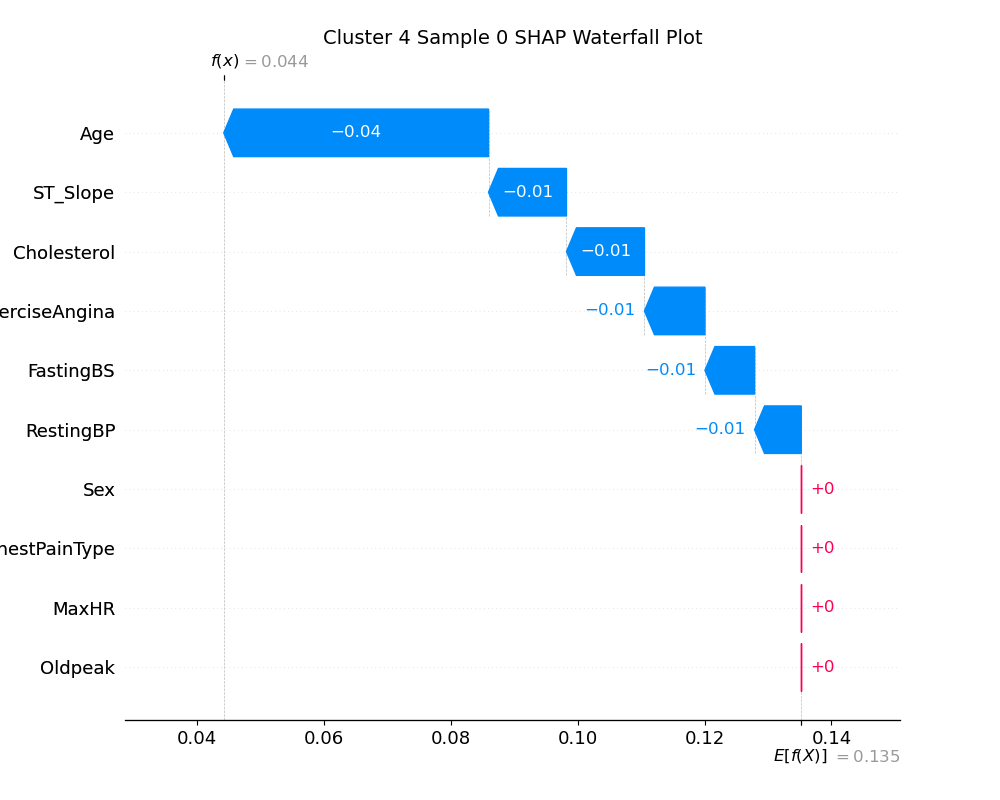 Cluster 4 Sample 0 SHAP Waterfall Plot
f(x) = 0.044
Age −0.04
ST_Slope −0.01
Cholesterol −0.01
erciseAngina −0.01
FastingBS −0.01
RestingBP −0.01
Sex +0
hestPainType +0
MaxHR +0
Oldpeak +0
0.04 0.06 0.08 0.10 0.12 0.14
E[f(X)] = 0.135